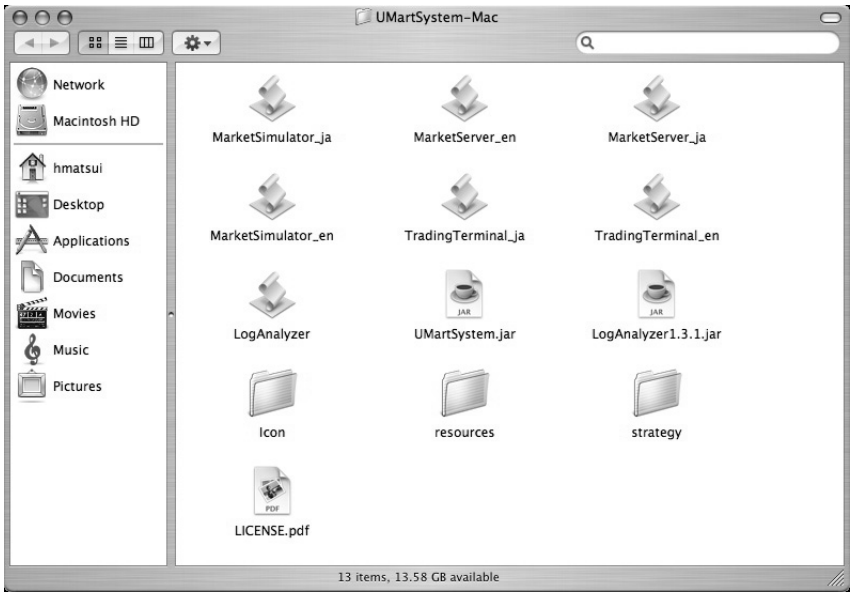 UMartSystem-Mac
Network
Macintosh HD
hmatsui
Desktop
Applications
Documents
Movies
Music
Pictures
MarketSimulator_ja
MarketServer_en
MarketServer_ja
MarketSimulator_en
TradingTerminal_ja
TradingTerminal_en
LogAnalyzer
JAR
UMartSystem.jar
JAR
LogAnalyzer1.3.1.jar
Icon
resources
strategy
PDF
LICENSE.pdf
13 items, 13.58 GB available